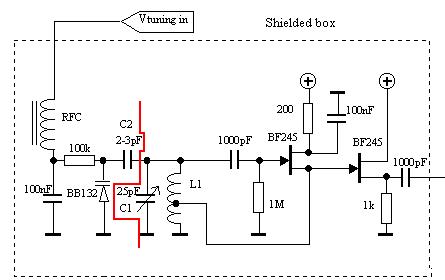 Vtuning in
Shielded box
RFC
100k
C2
2-3pF
1000pF
200
BF245
100nF
BF245
1000pF
100nF
BB132
25pF
C1
L1
1M
1k